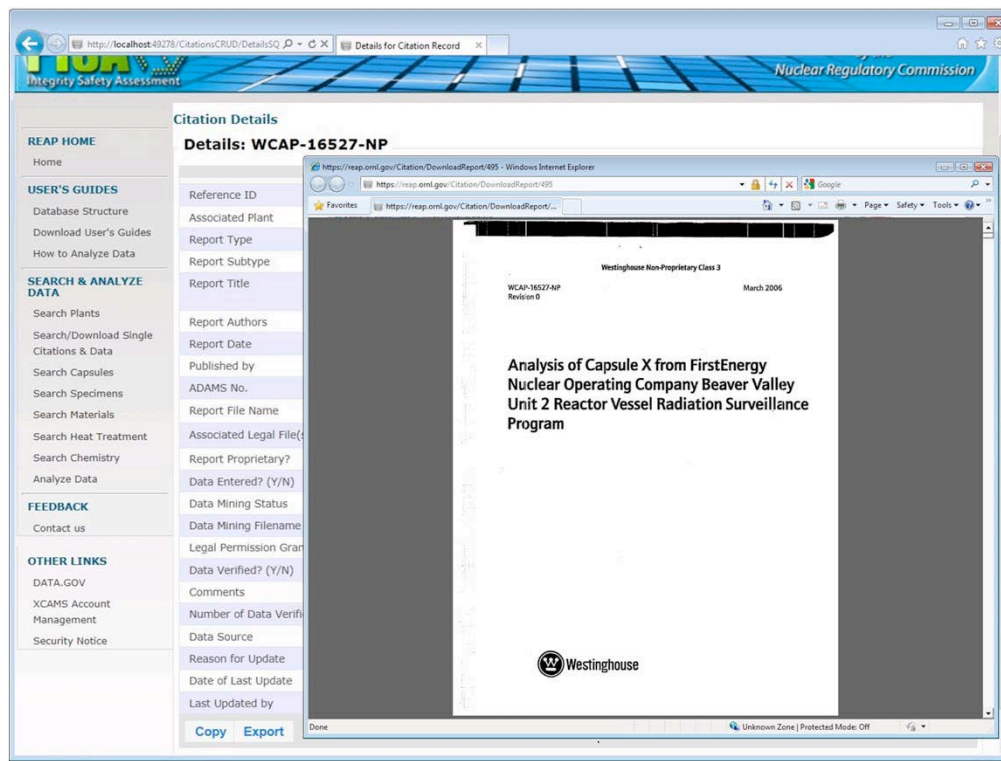 http://localhost:49278/CitationsCRUD/DetailsSQ
Details for Citation Record
Integrity Safety Assessment
Nuclear Regulatory Commission
REAP HOME
Home
USER'S GUIDES
Database Structure
Download User's Guides
How to Analyze Data
SEARCH & ANALYZE
DATA
Search Plants
Search/Download Single
Citations & Data
Search Capsules
Search Specimens
Search Materials
Search Heat Treatment
Search Chemistry
Analyze Data
FEEDBACK
Contact us
OTHER LINKS
DATA.GOV
XCAMS Account
Management
Security Notice
Citation Details
Details: WCAP-16527-NP
Reference ID
Associated Plant
Report Type
Report Subtype
Report Title
Report Authors
Report Date
Published by
ADAMS No.
Report File Name
Associated Legal File(s
Report Proprietary?
Data Entered? (Y/N)
Data Mining Status
Data Mining Filename
Legal Permission Gran
Data Verified? (Y/N)
Comments
Number of Data Verifi
Data Source
Reason for Update
Date of Last Update
Last Updated by
Copy Export
https://reap.ornl.gov/Citation/DownloadReport/495 - Windows Internet Explorer
https://reap.ornl.gov/Citation/DownloadReport/495
Google
Favorites
https://reap.ornl.gov/Citation/DownloadReport/...
Page Safety Tools
Westinghouse Non-Proprietary Class 3
WCAP-16527-NP March 2006
Revision 0
Analysis of Capsule X from FirstEnergy
Nuclear Operating Company Beaver Valley
Unit 2 Reactor Vessel Radiation Surveillance
Program
W Westinghouse
Done
Unknown Zone | Protected Mode: Off